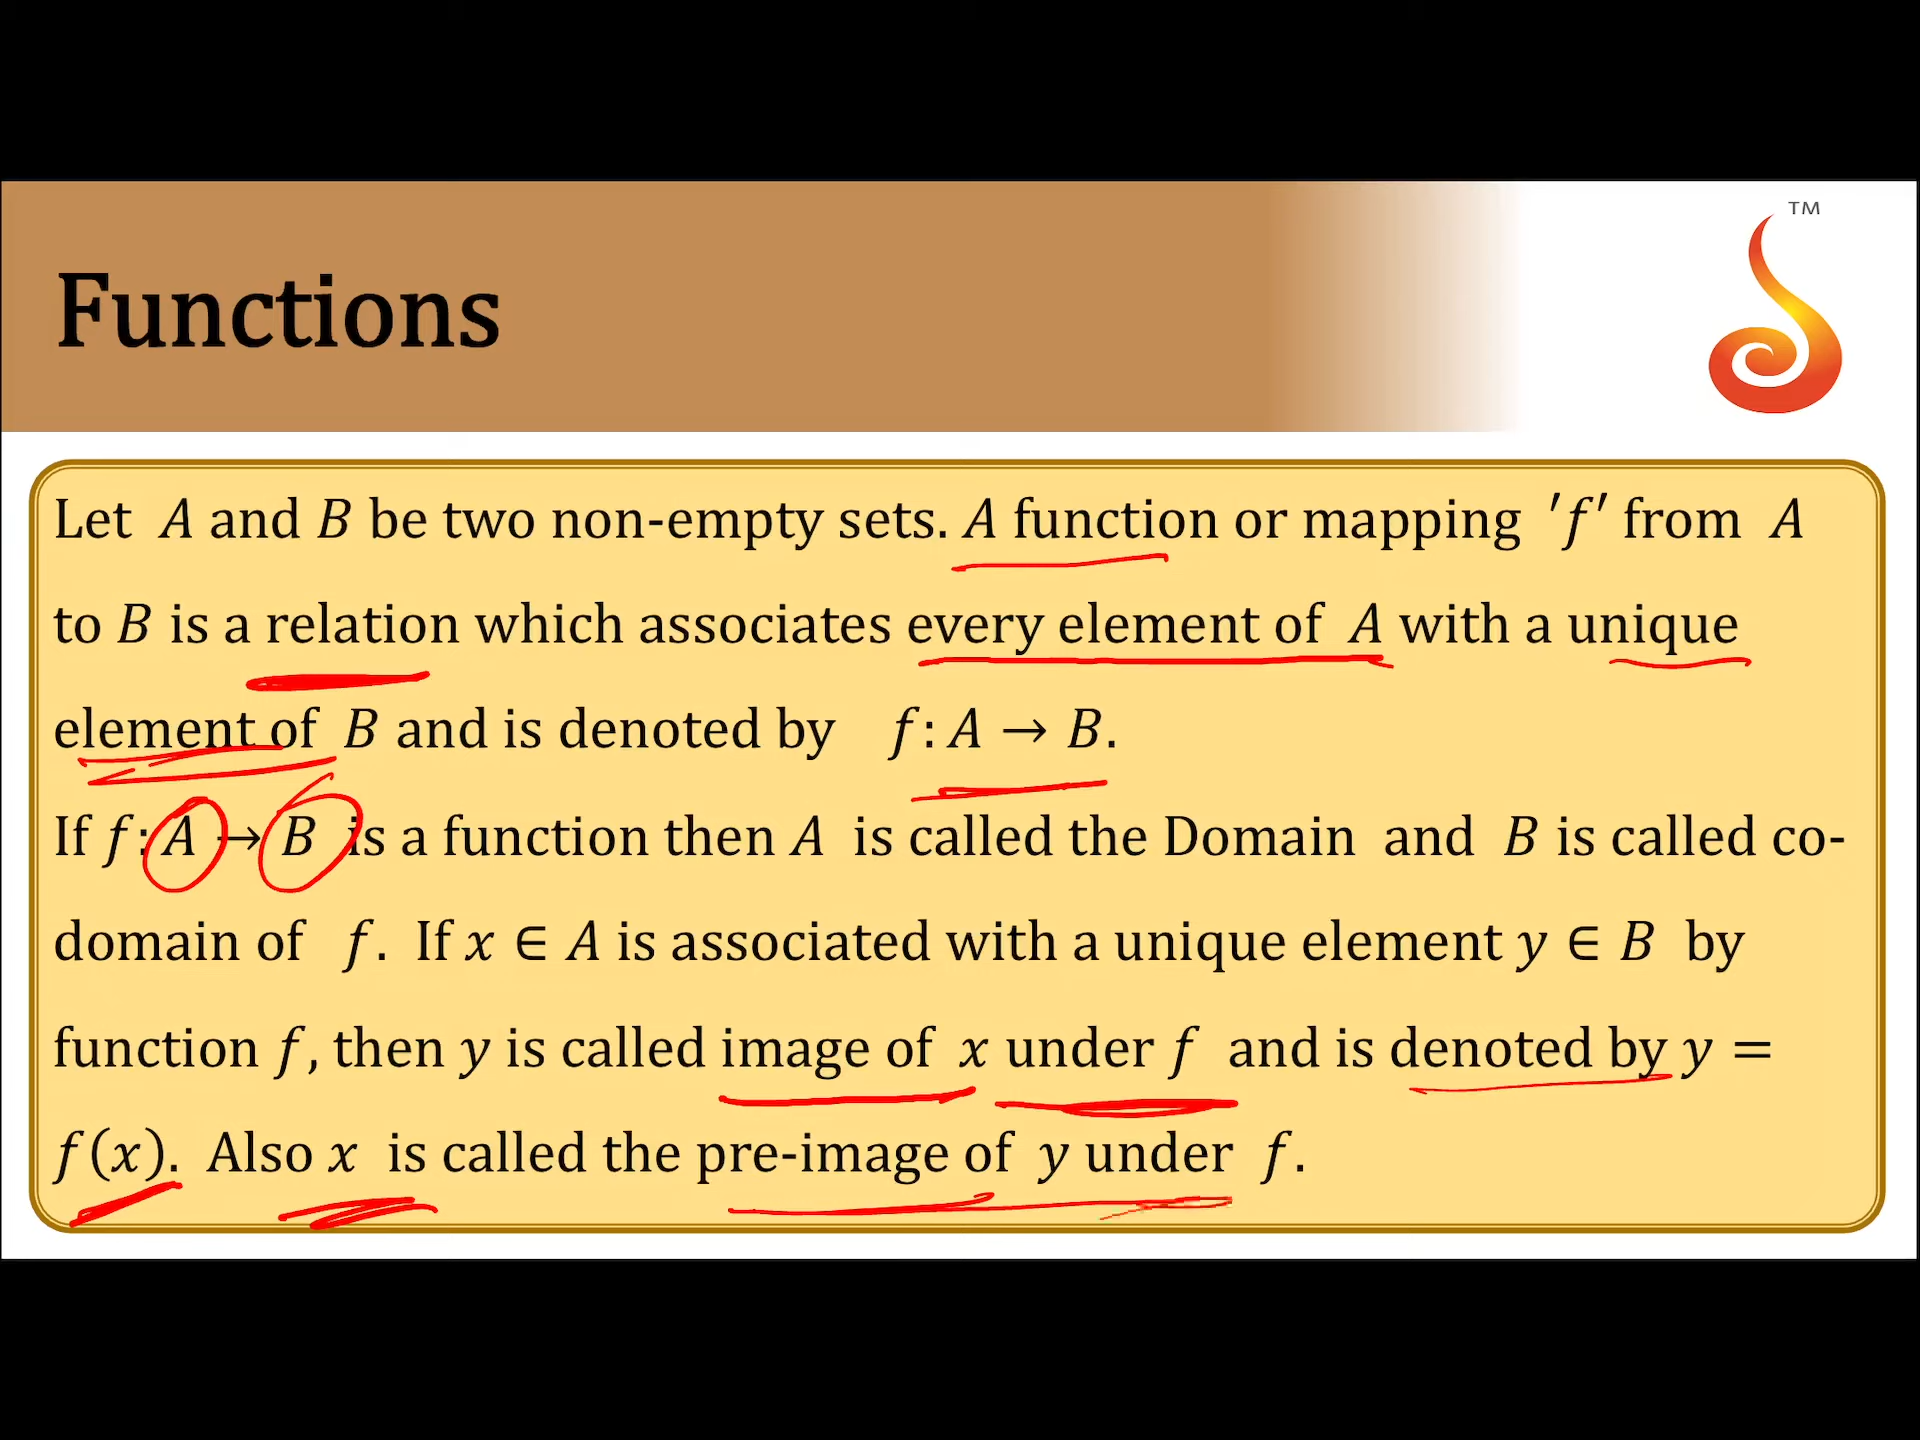 TM
Functions
Let A and B be two non-empty sets. A function or mapping ′f′ from A
to B is a relation which associates every element of A with a unique
element of B and is denoted by f: A → B.
If f: A → B is a function then A is called the Domain and B is called co-
domain of f. If x ∈ A is associated with a unique element y ∈ B by
function f, then y is called image of x under f and is denoted by y =
f(x). Also x is called the pre-image of y under f.